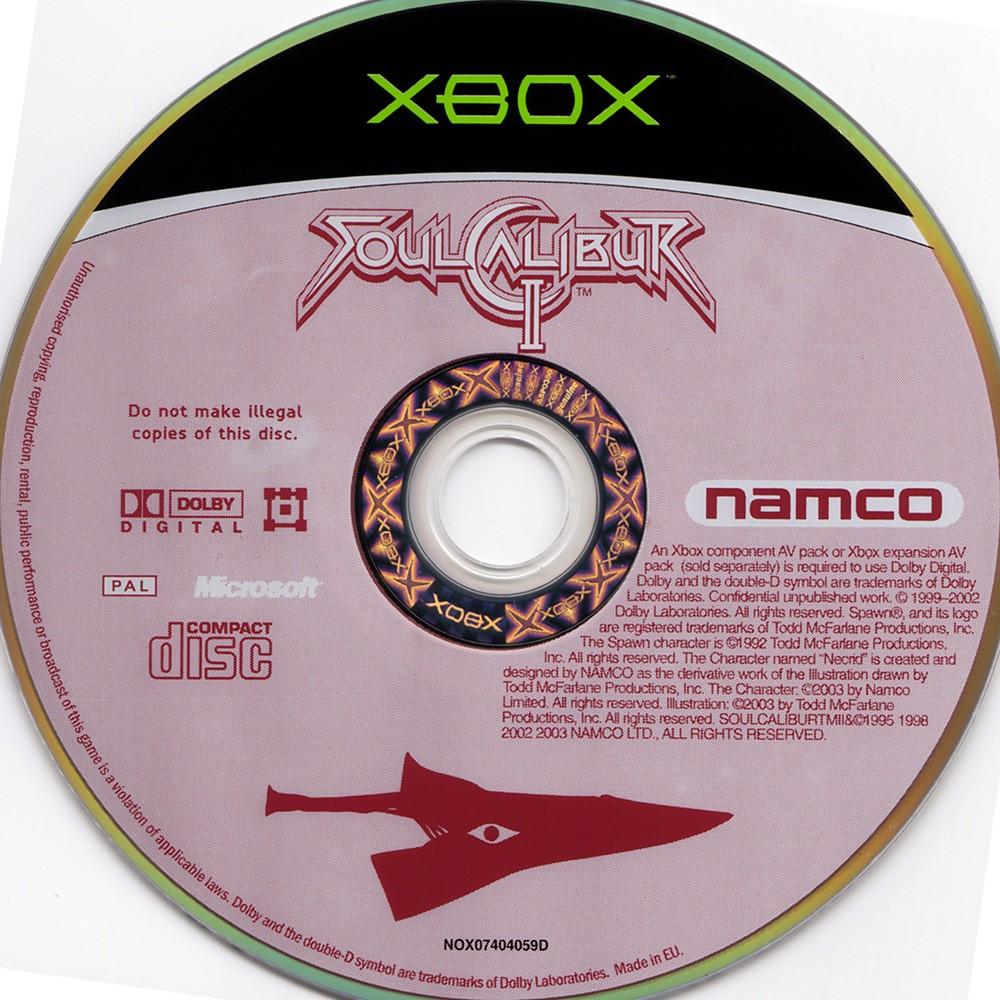 XBOX™
SOULCALIBUR
II™
XBOX
Do not make illegal
copies of this disc.
DOLBY
DIGITAL
PAL
Microsoft
COMPACT
disc
namco
An Xbox component AV pack or Xbox expansion AV
pack (sold separately) is required to use Dolby Digital.
Dolby and the double-D symbol are trademarks of Dolby
Laboratories. Confidential unpublished work. © 1999–2002
Dolby Laboratories. All rights reserved. Spawn®, and its logo
are registered trademarks of Todd McFarlane Productions, Inc.
The Spawn character is ©1992 Todd McFarlane Productions,
Inc. All rights reserved. The Character named "Necrid" is created and
designed by NAMCO as the derivative work of the Illustration drawn by
Todd McFarlane Productions, Inc. The Character: ©2003 by Namco
Limited. All rights reserved. Illustration: ©2003 by Todd McFarlane
Productions, Inc. All rights reserved. SOULCALIBURTMII&©1995 1998
2002 2003 NAMCO LTD., ALL RIGHTS RESERVED.
NOX07404059D
Unauthorised copying, reproduction, rental, public performance or broadcast of this game is a violation of applicable laws. Dolby and the double-D symbol are trademarks of Dolby Laboratories. Made in EU.